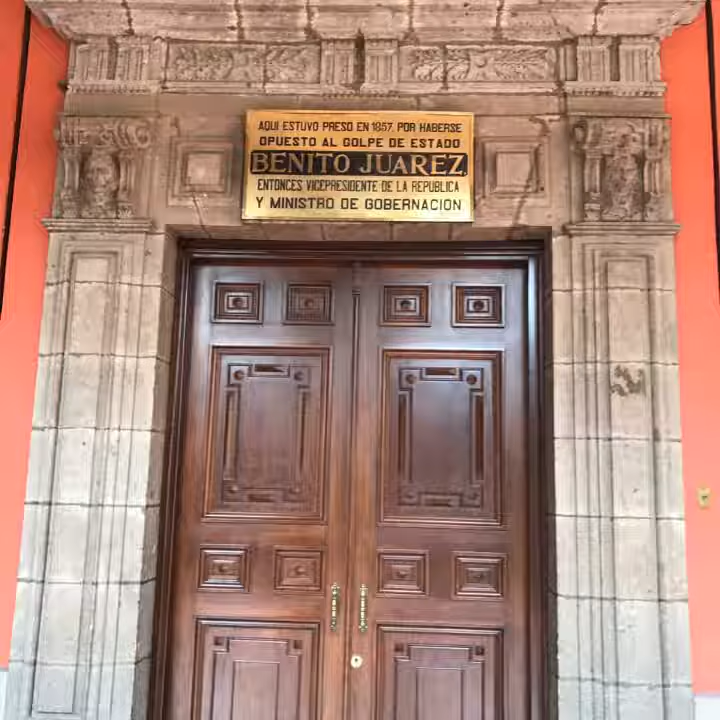 AQUI ESTUVO PRESO EN 1857, POR HABERSE
OPUESTO AL GOLPE DE ESTADO
BENITO JUAREZ,
ENTONCES VICEPRESIDENTE DE LA REPUBLICA
Y MINISTRO DE GOBERNACION